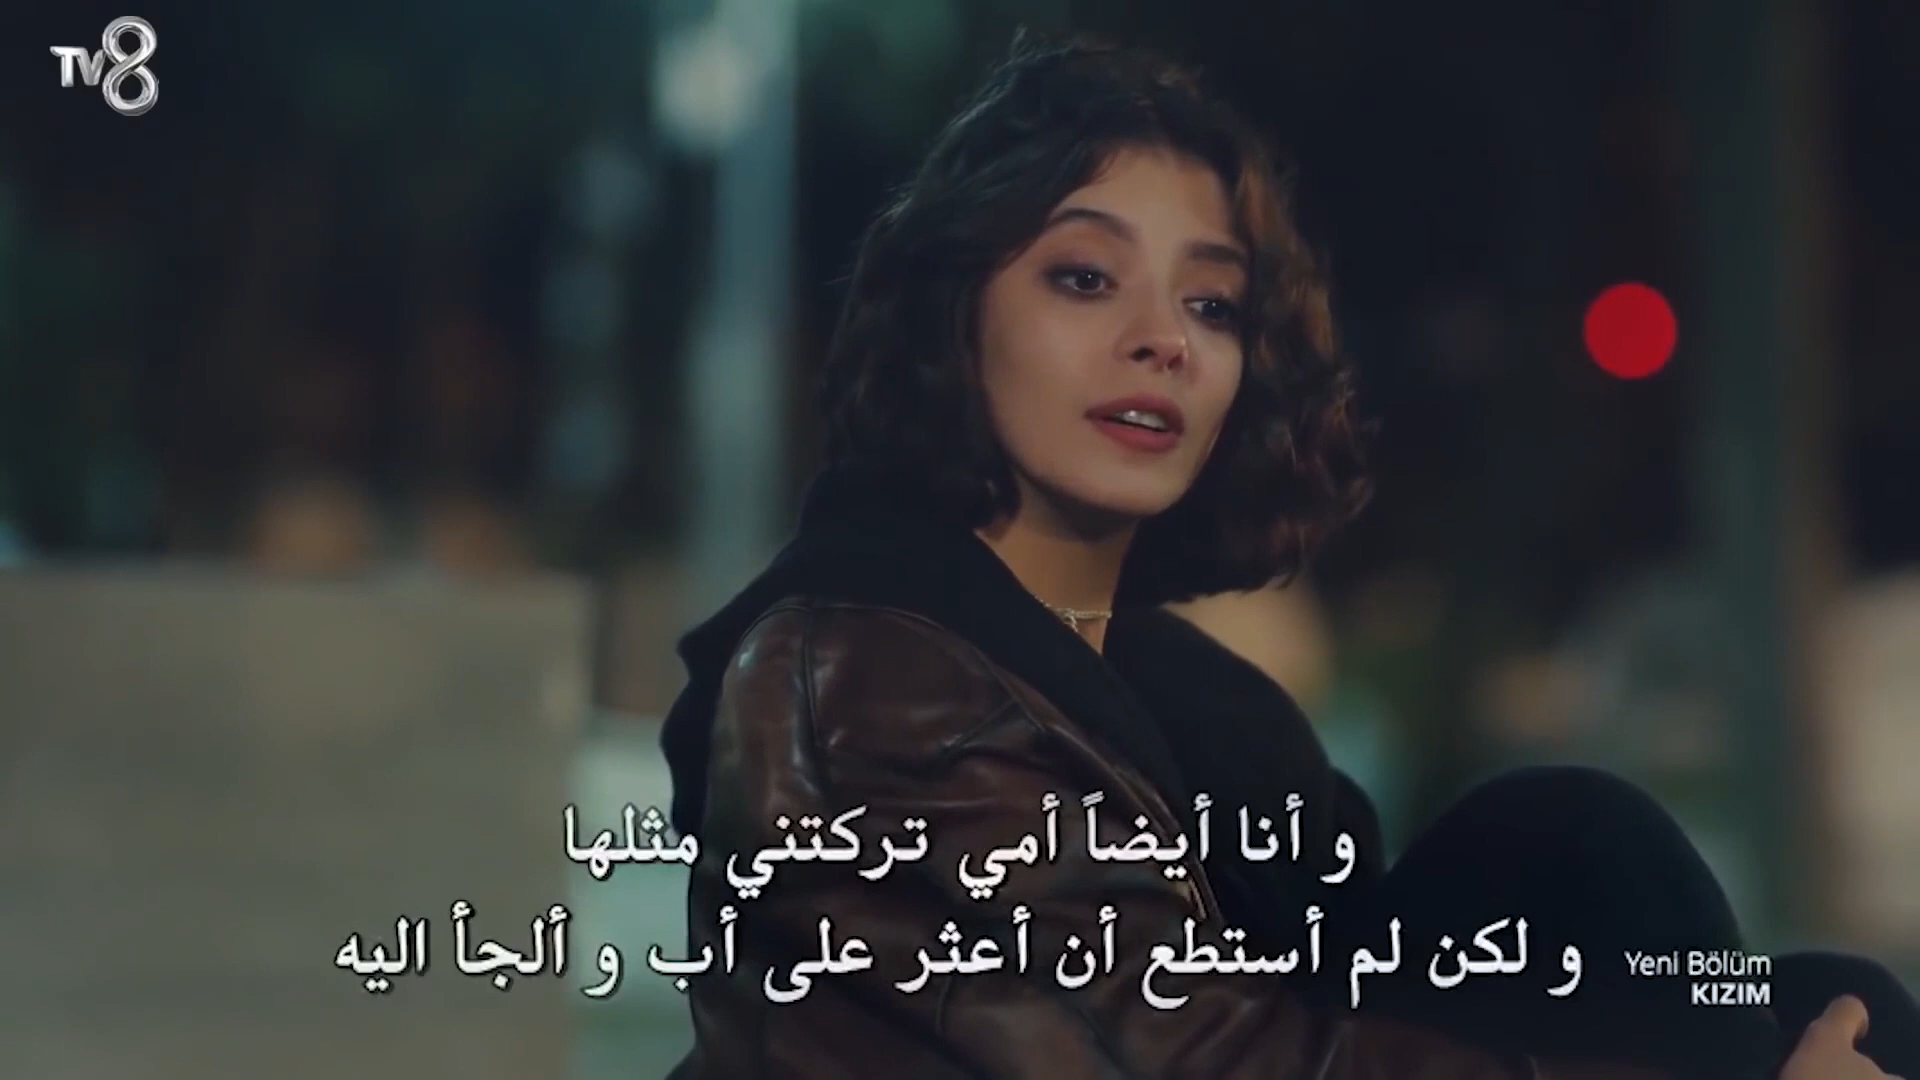 TV8
و أنا أيضاً أمي تركتني مثلها
و لكن لم أستطع أن أعثر على أب و ألجأ اليه
Yeni Bölüm
KIZIM